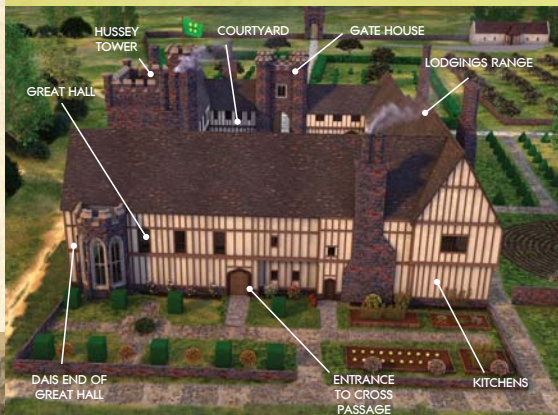 HUSSEY
TOWER
COURTYARD
GATE HOUSE
LODGINGS RANGE
GREAT HALL
DAIS END OF
GREAT HALL
ENTRANCE
TO CROSS
PASSAGE
KITCHENS